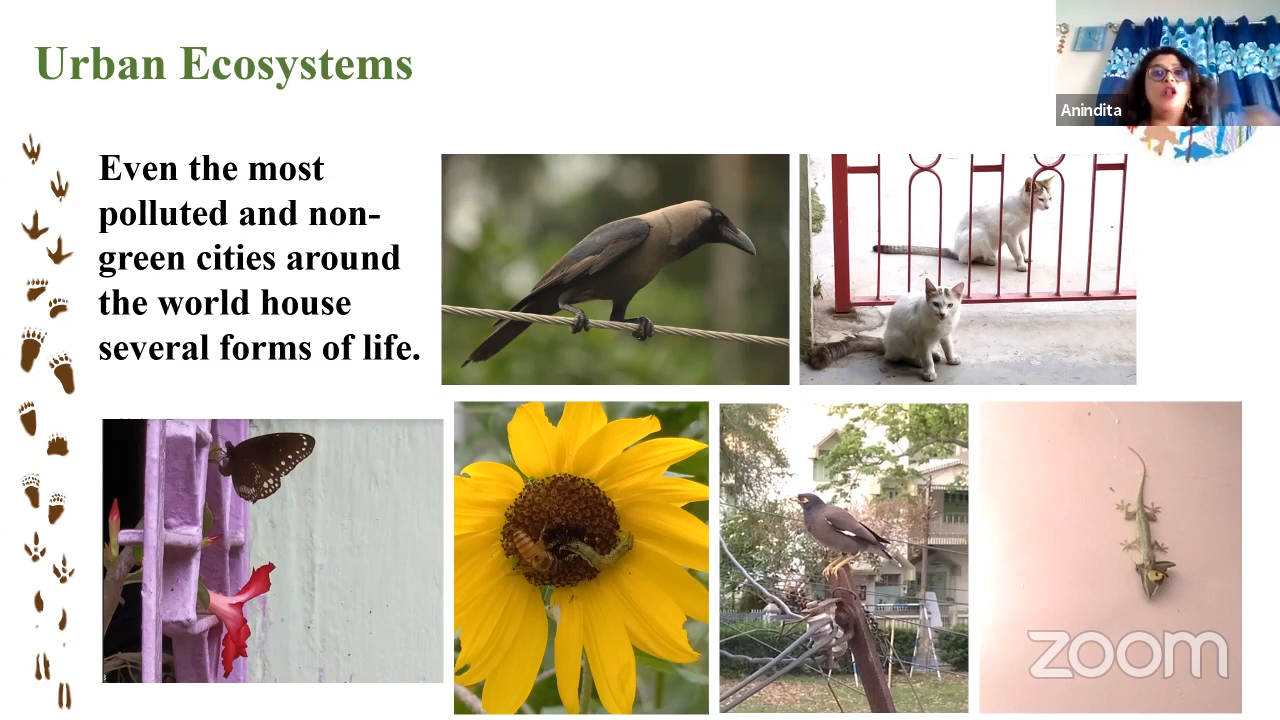 Urban Ecosystems
Anindita
Even the most
polluted and non-
green cities around
the world house
several forms of life.
zoom